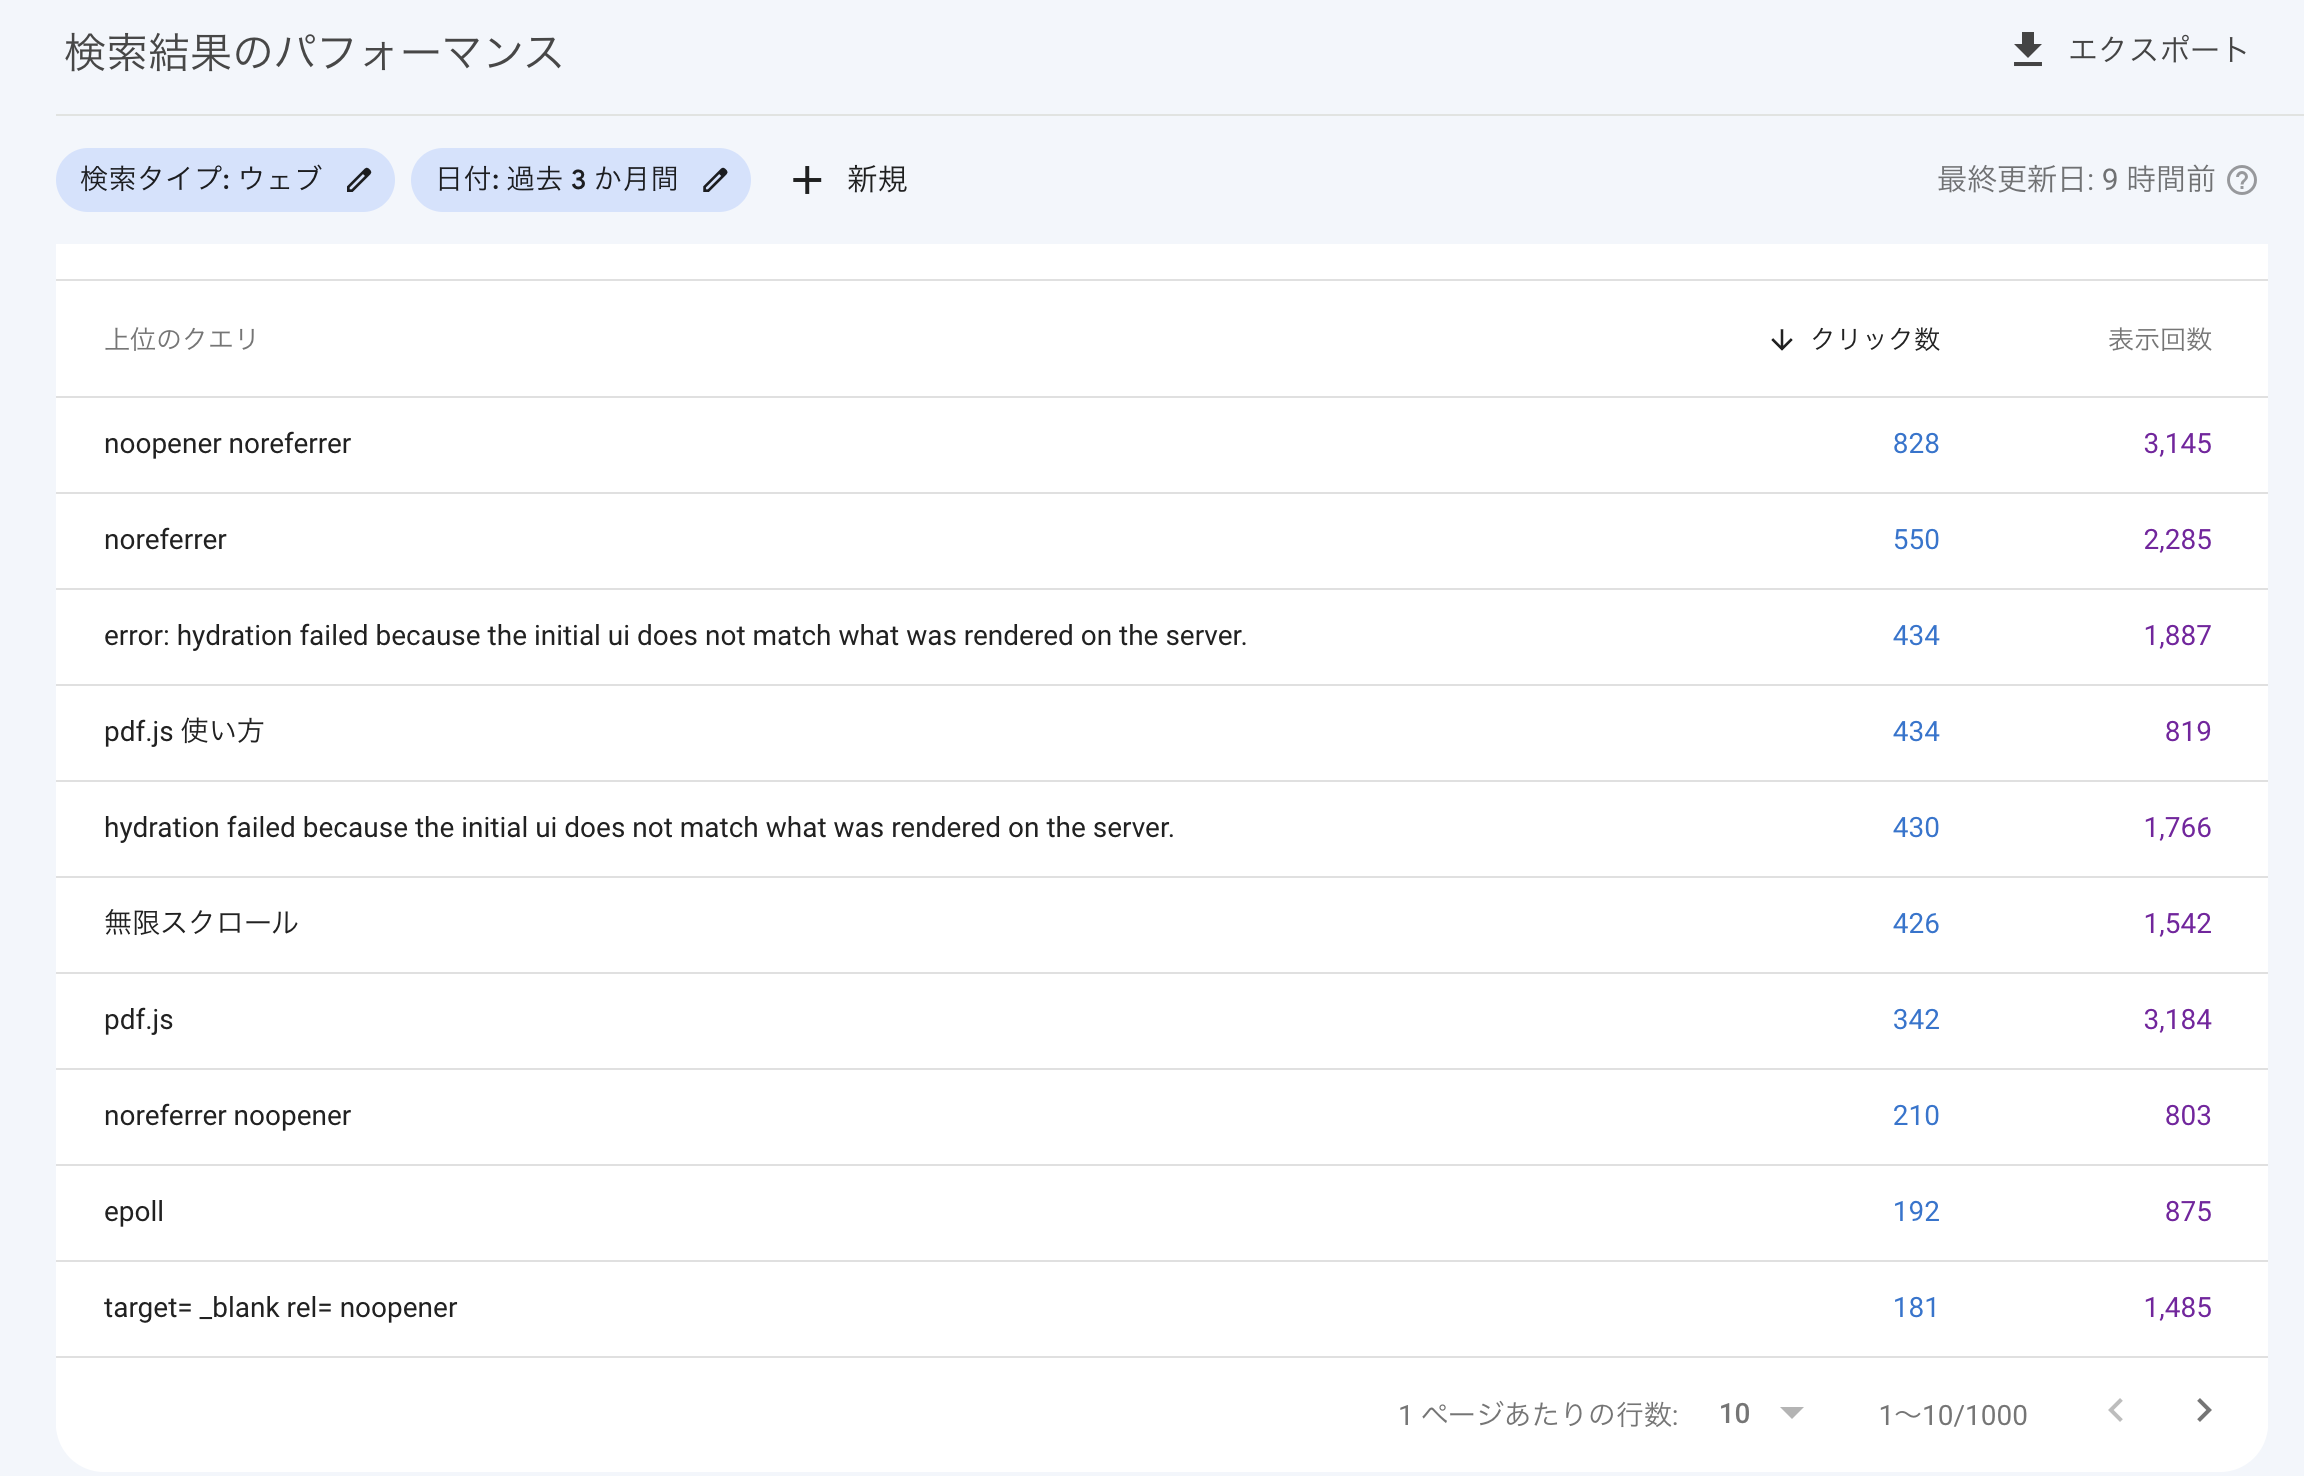 検索結果のパフォーマンス エクスポート
検索タイプ: ウェブ 日付: 過去 3 か月間 新規 最終更新日: 9 時間前
上位のクエリ クリック数 表示回数
noopener noreferrer 828 3,145
noreferrer 550 2,285
error: hydration failed because the initial ui does not match what was rendered on the server. 434 1,887
pdf.js 使い方 434 819
hydration failed because the initial ui does not match what was rendered on the server. 430 1,766
無限スクロール 426 1,542
pdf.js 342 3,184
noreferrer noopener 210 803
epoll 192 875
target= _blank rel= noopener 181 1,485
1 ページあたりの行数: 10 1～10/1000